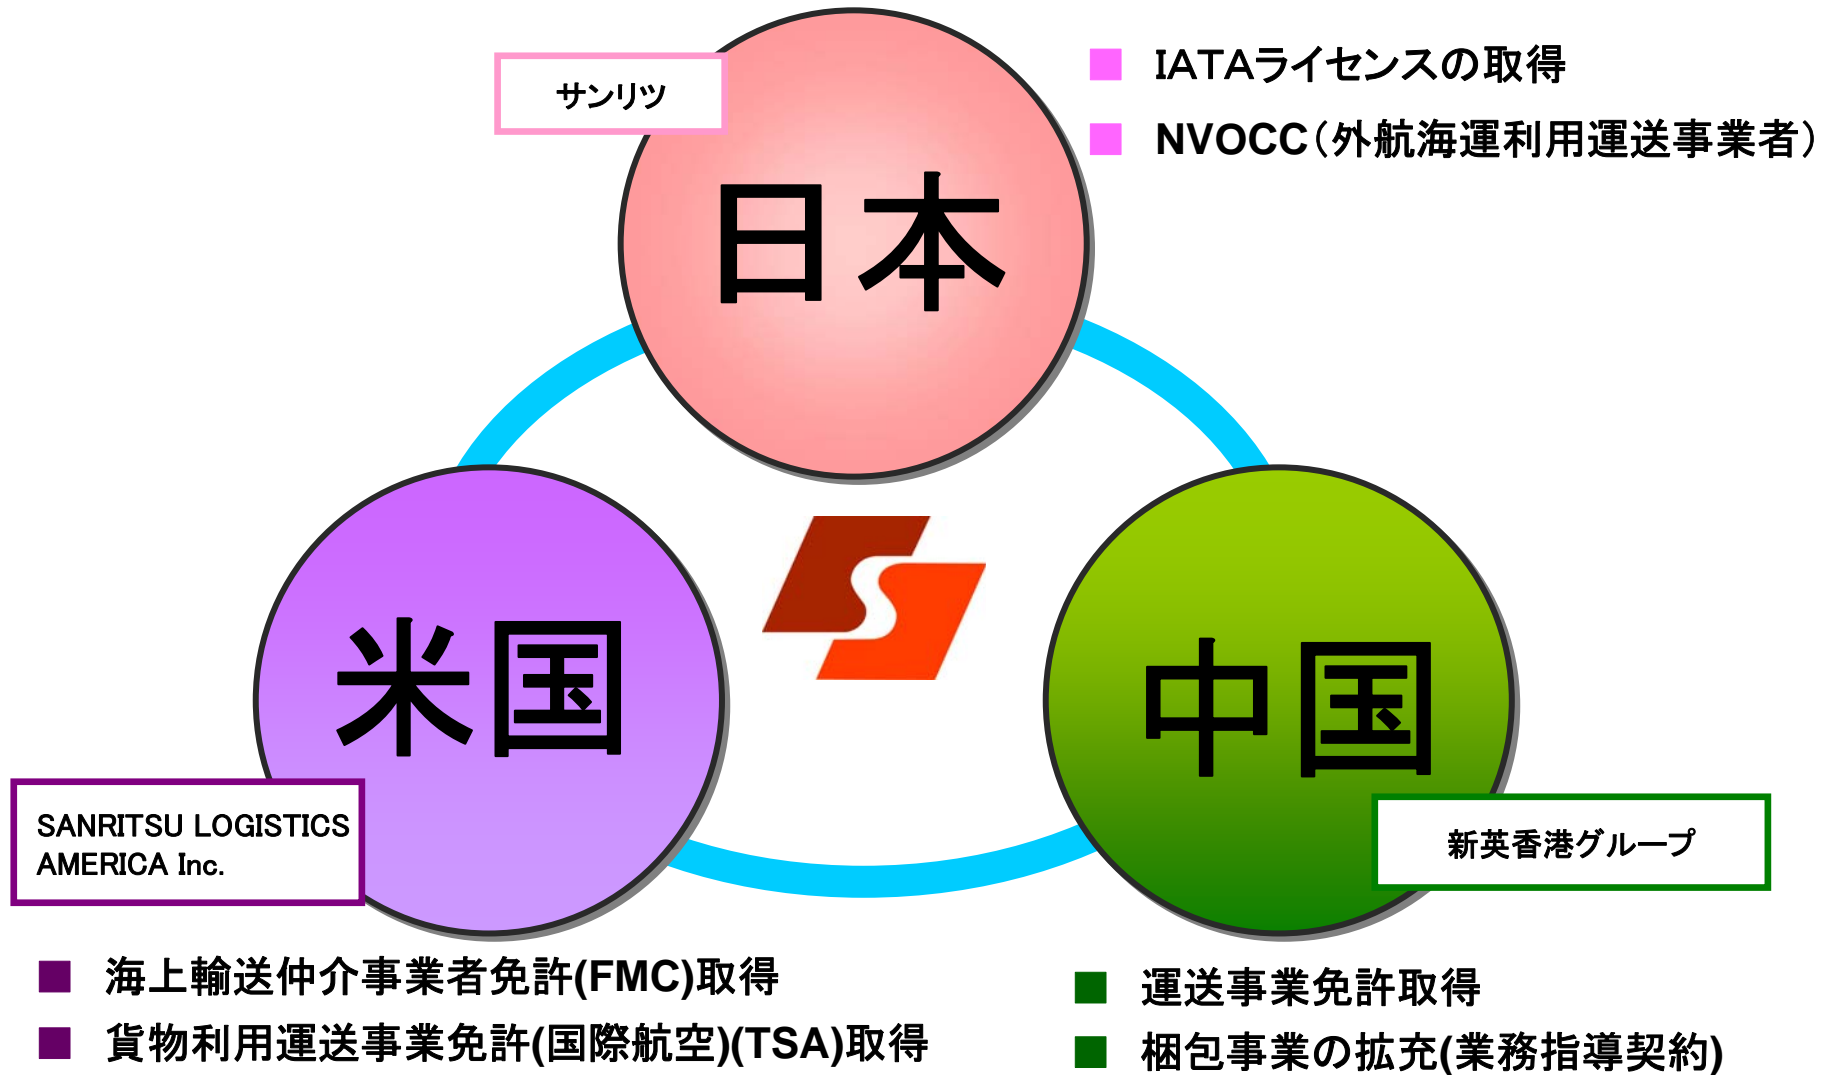 サンリツ
日本
■ IATAライセンスの取得
■ NVOCC（外航海運利用運送事業者）
米国
SANRITSU LOGISTICS
AMERICA Inc.
■ 海上輸送仲介事業者免許(FMC)取得
■ 貨物利用運送事業免許(国際航空)(TSA)取得
中国
新英香港グループ
■ 運送事業免許取得
■ 梱包事業の拡充(業務指導契約)